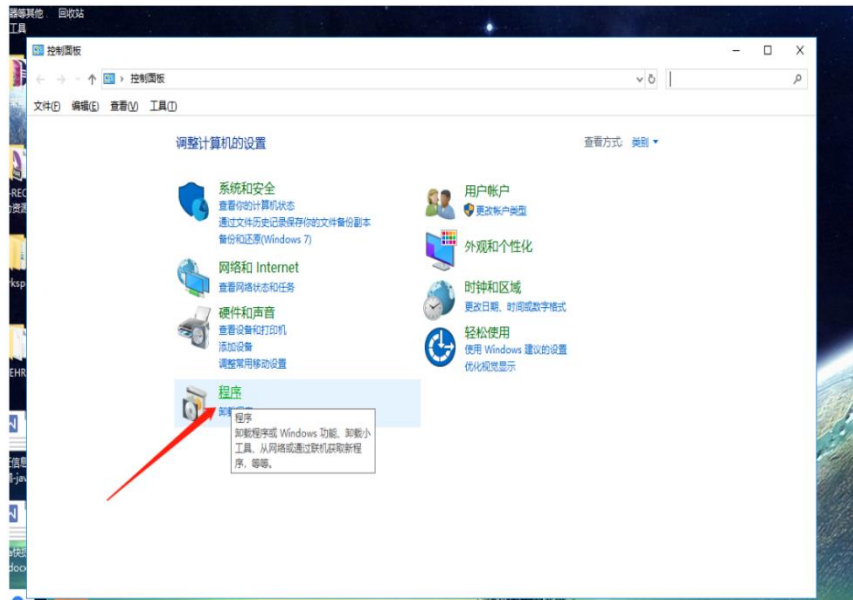 器等其他 回收站
工具
控制面板
控制面板
文件(F) 编辑(E) 查看(V) 工具(T)
调整计算机的设置
查看方式: 类别
系统和安全
查看你的计算机状态
通过文件历史记录保存你的文件备份副本
备份和还原(Windows 7)
网络和 Internet
查看网络状态和任务
硬件和声音
查看设备和打印机
添加设备
调整常用移动设置
程序
卸载程序
程序
卸载程序或 Windows 功能、卸载小
工具、从网络或通过联机获取新程
序，等等。
用户帐户
更改帐户类型
外观和个性化
时钟和区域
更改日期、时间或数字格式
轻松使用
使用 Windows 建议的设置
优化视觉显示
-REC
ksp
EHR
-jav
docx